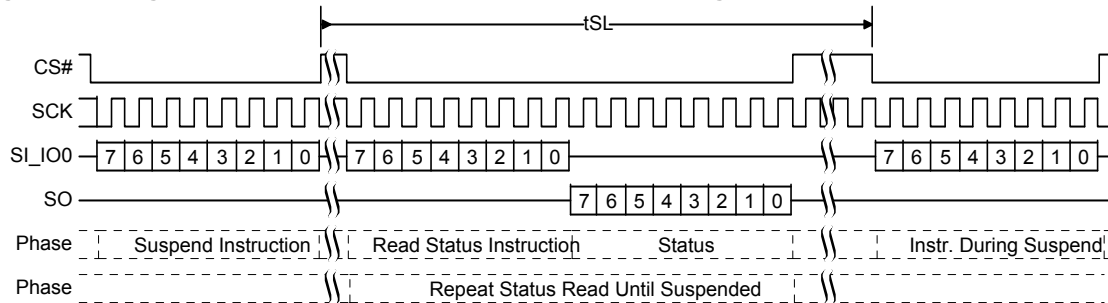 tSL
CS#
SCK
SI_IO0 7 6 5 4 3 2 1 0 7 6 5 4 3 2 1 0 7 6 5 4 3 2 1 0
SO 7 6 5 4 3 2 1 0
Phase Suspend Instruction Read Status Instruction Status Instr. During Suspend
Phase Repeat Status Read Until Suspended